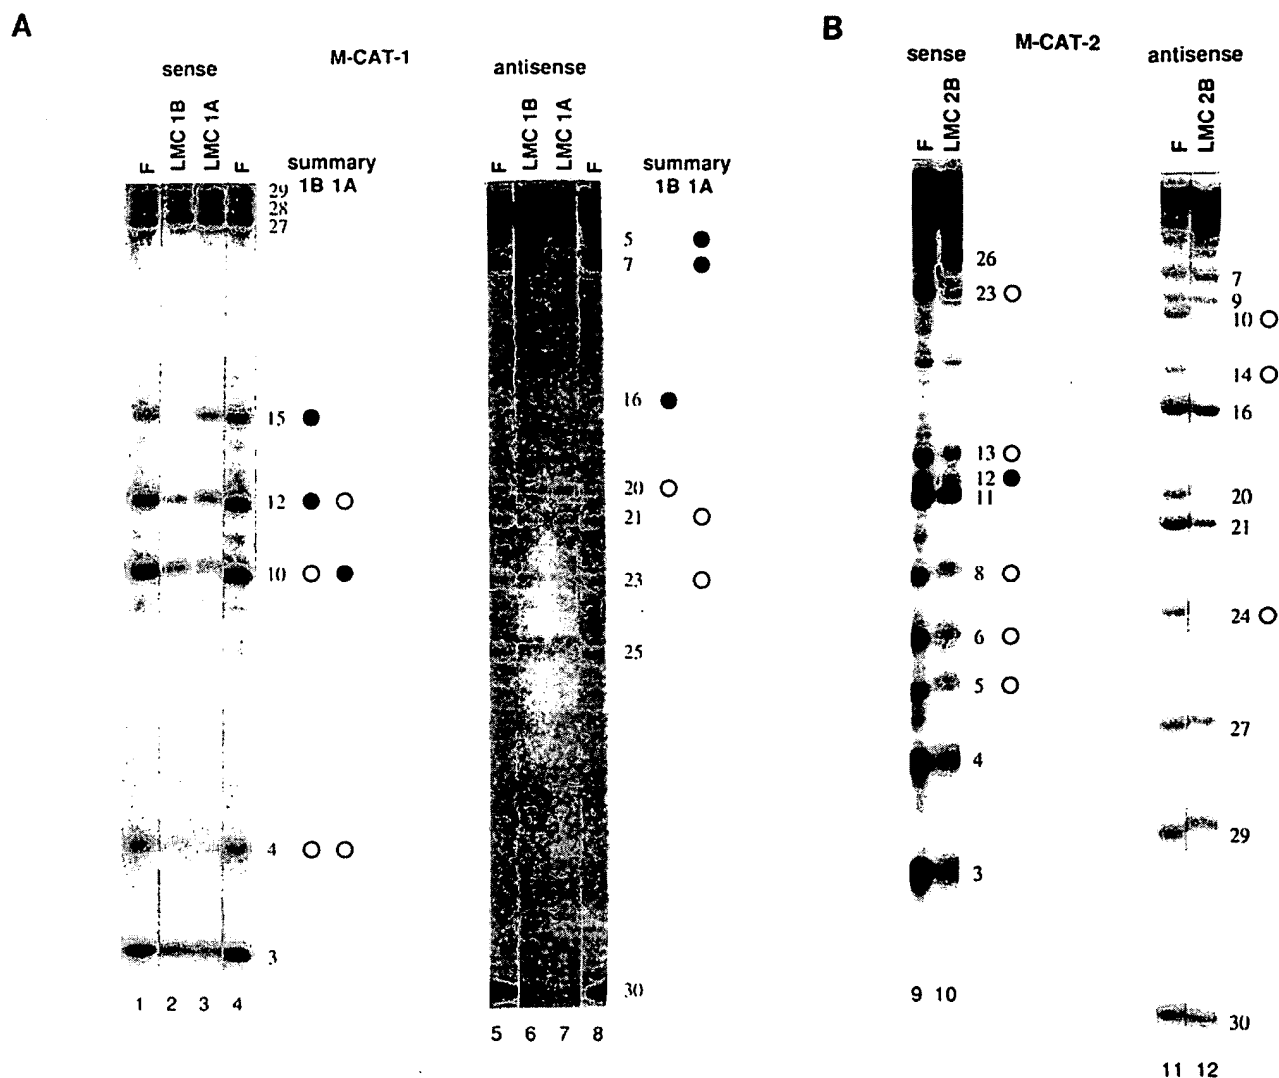 A
M-CAT-1
sense
antisense
F
LMC 1B
LMC 1A
F
summary
1B 1A
29
28
27
15
12
10
4
3
1 2 3 4
F
LMC 1B
LMC 1A
F
summary
1B 1A
5
7
16
20
21
23
25
30
5 6 7 8
B
M-CAT-2
sense
antisense
F
LMC 2B
26
23
13
12
11
8
6
5
4
3
9 10
F
LMC 2B
7
9
10
14
16
20
21
24
27
29
30
11 12